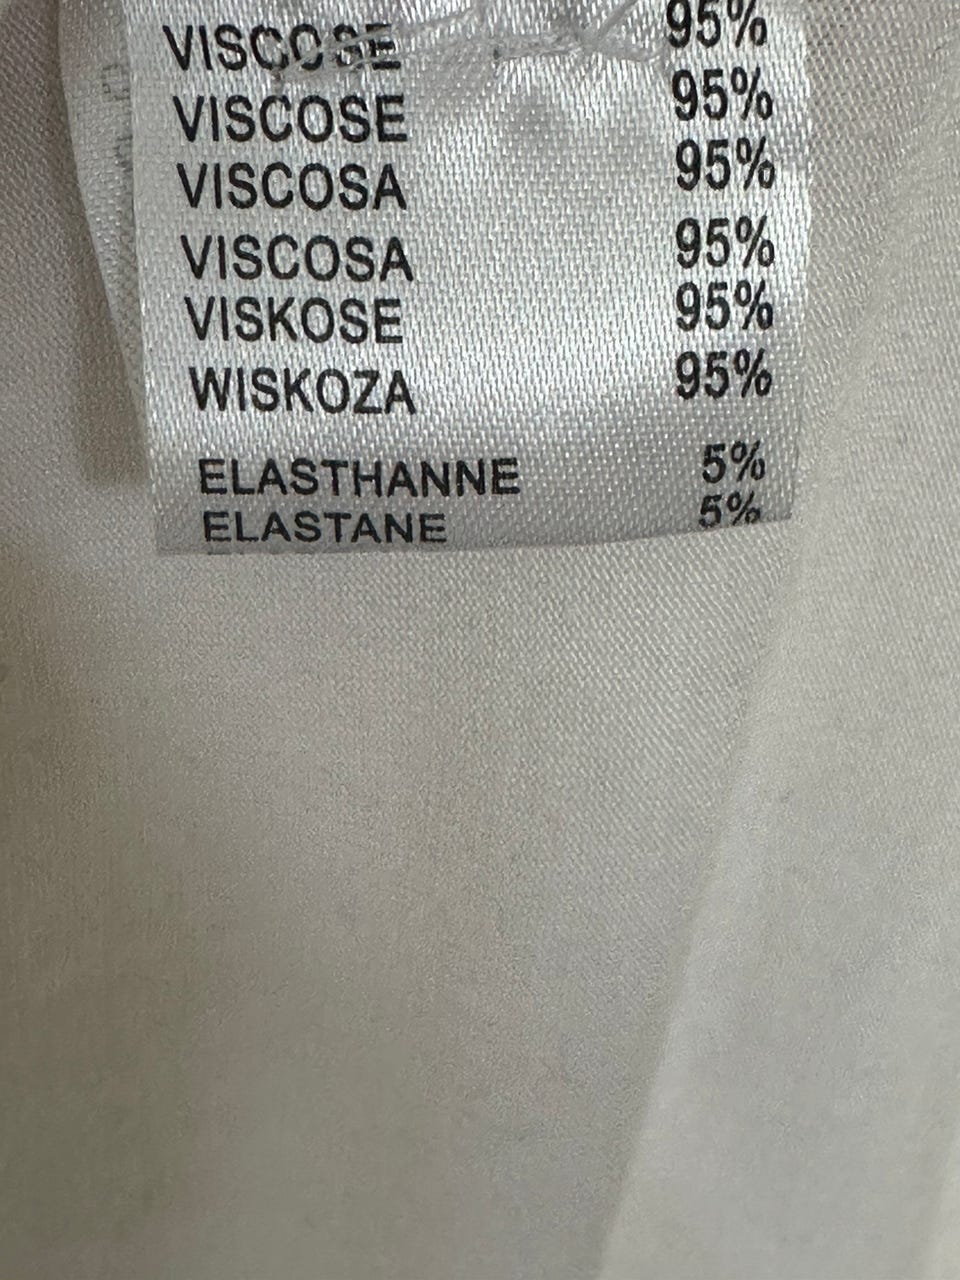 VISCOSE 95%
VISCOSE 95%
VISCOSA 95%
VISCOSA 95%
VISKOSE 95%
WISKOZA 95%
ELASTHANNE 5%
ELASTANE 5%